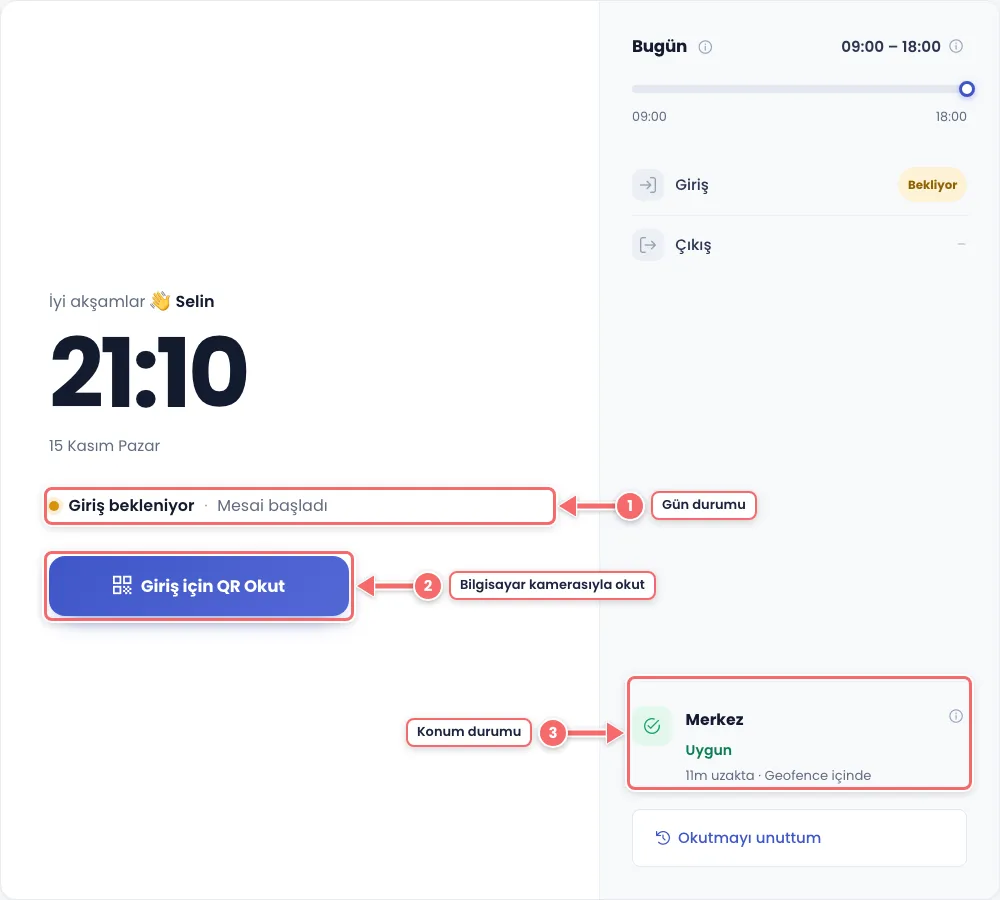 Bugün
09:00 – 18:00
09:00
18:00
Giriş
Bekliyor
Çıkış
–
İyi akşamlar 👋 Selin
21:10
15 Kasım Pazar
Giriş bekleniyor · Mesai başladı
1
Gün durumu
Giriş için QR Okut
2
Bilgisayar kamerasıyla okut
Konum durumu
3
Merkez
Uygun
11m uzakta · Geofence içinde
Okutmayı unuttum